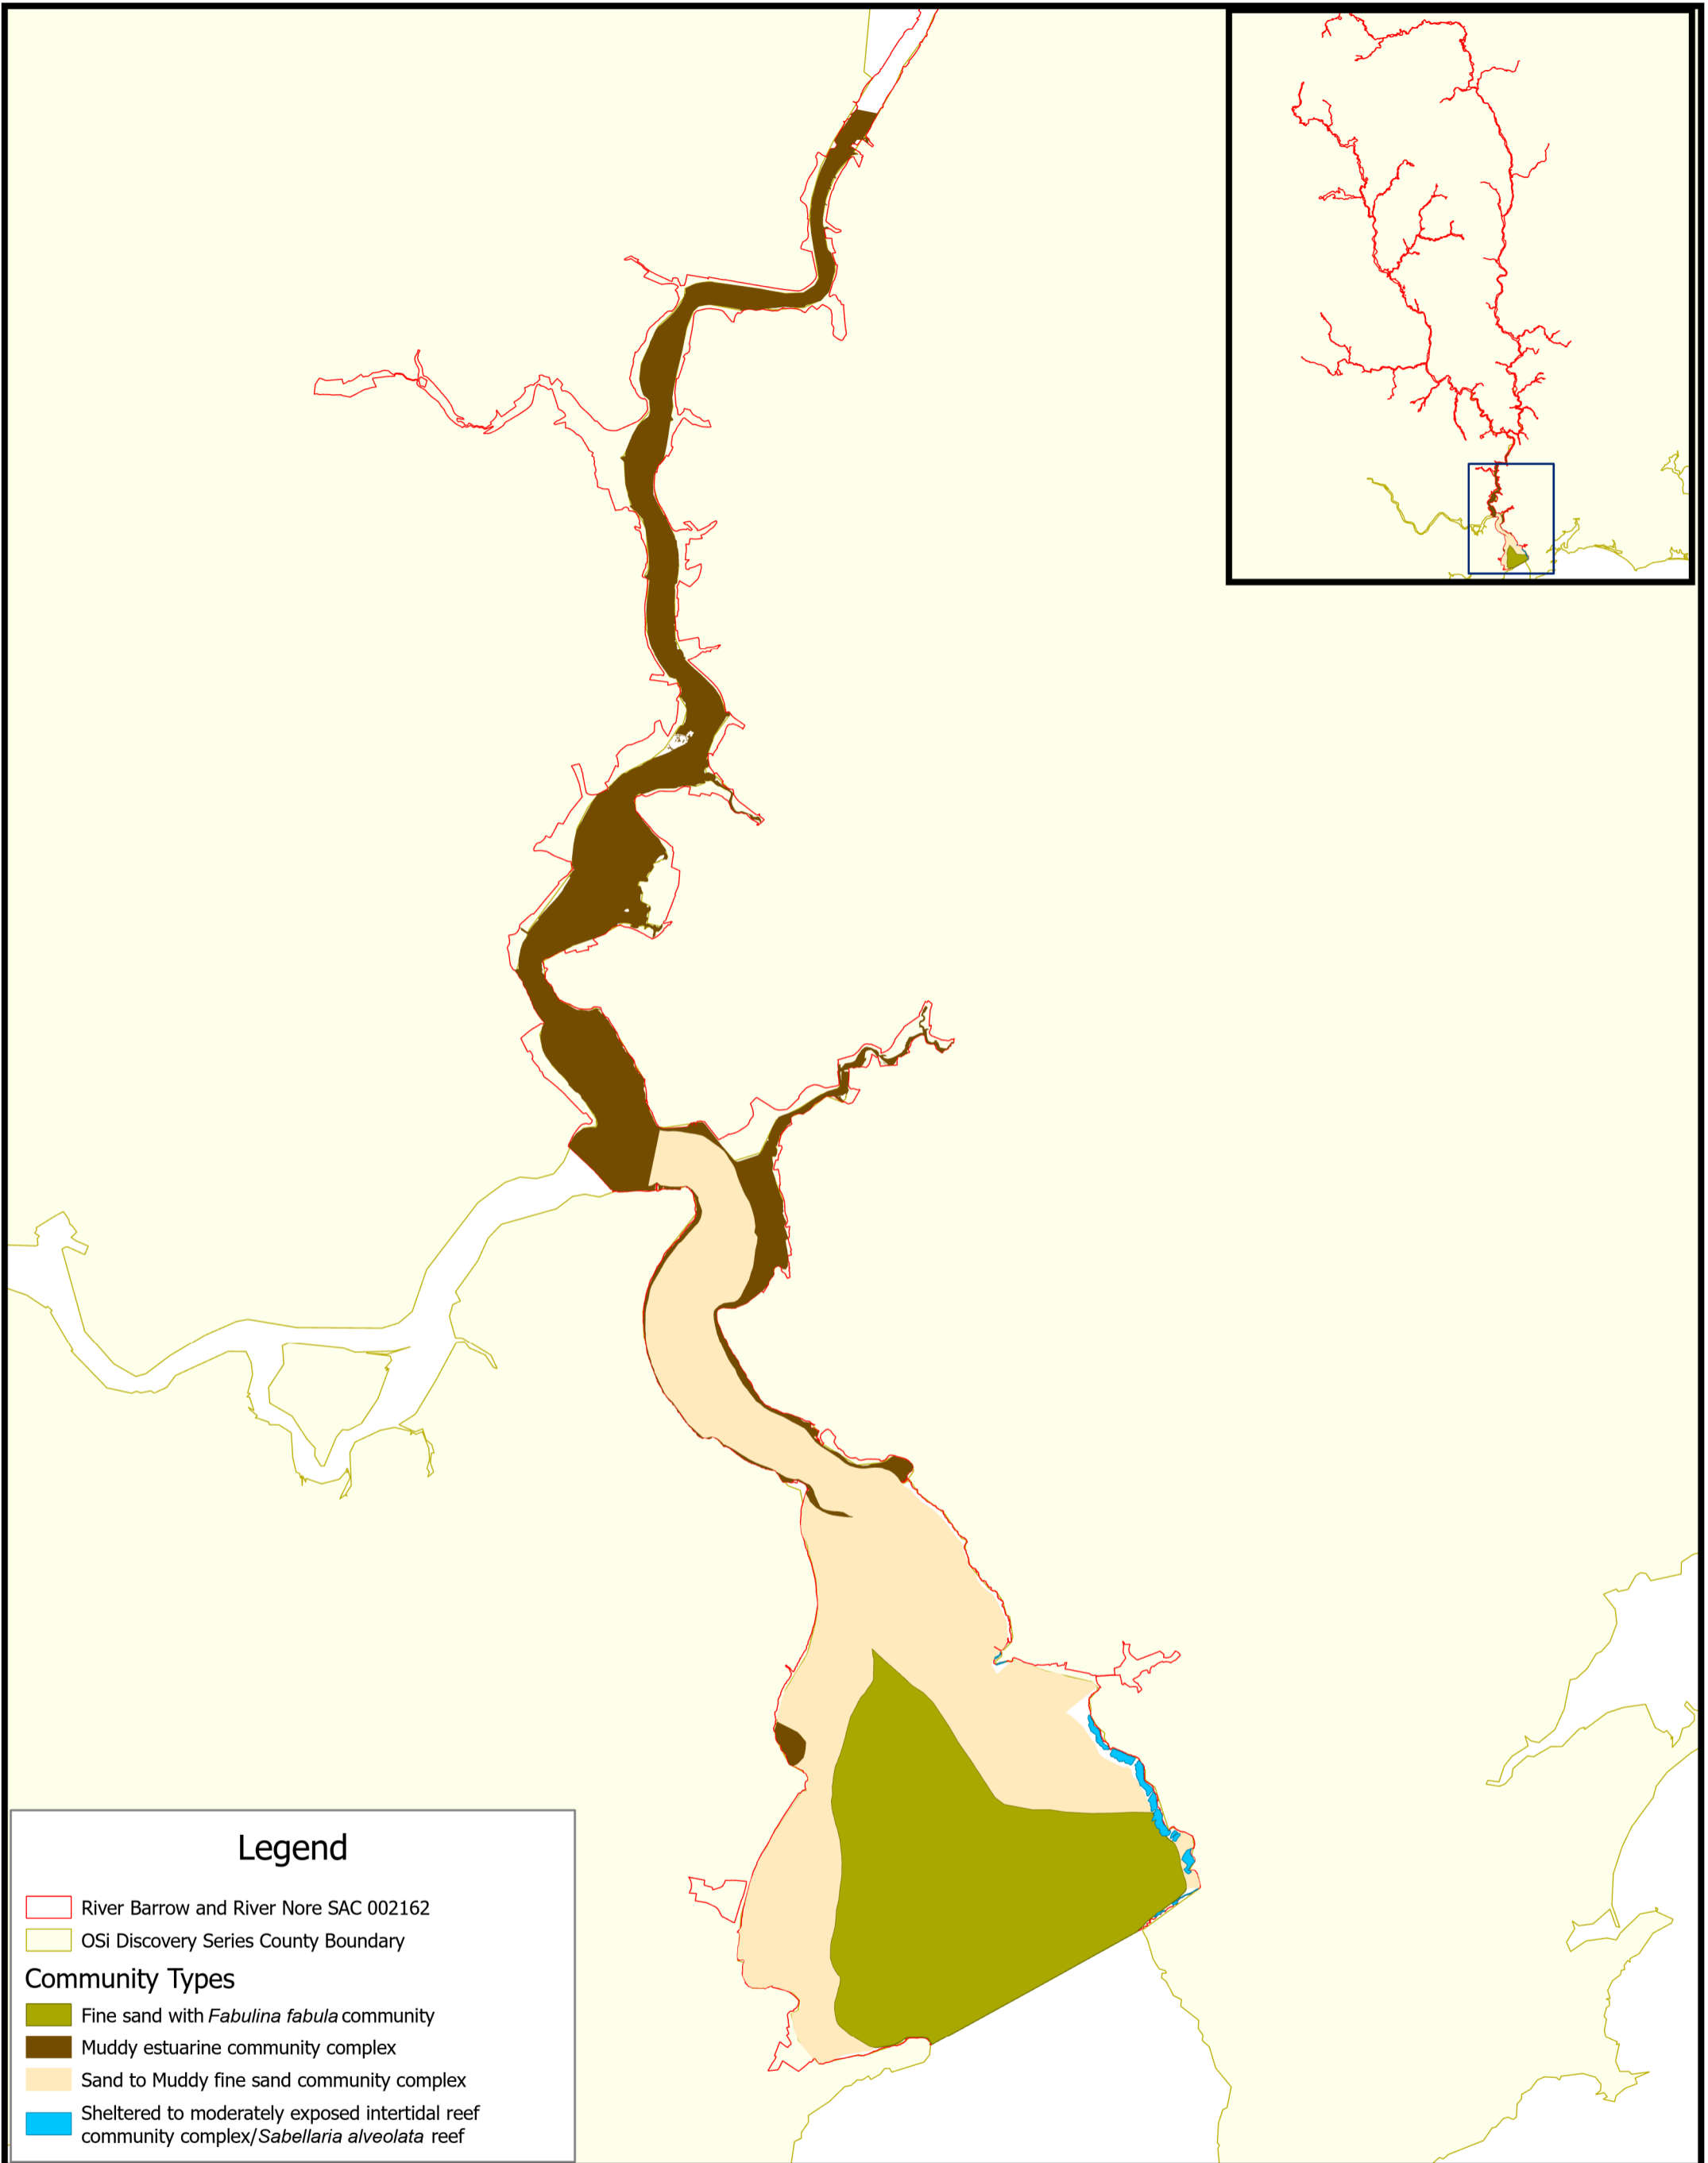 Legend
River Barrow and River Nore SAC 002162
OSi Discovery Series County Boundary
Community Types
Fine sand with Fabulina fabula community
Muddy estuarine community complex
Sand to Muddy fine sand community complex
Sheltered to moderately exposed intertidal reef
community complex/Sabellaria alveolata reef